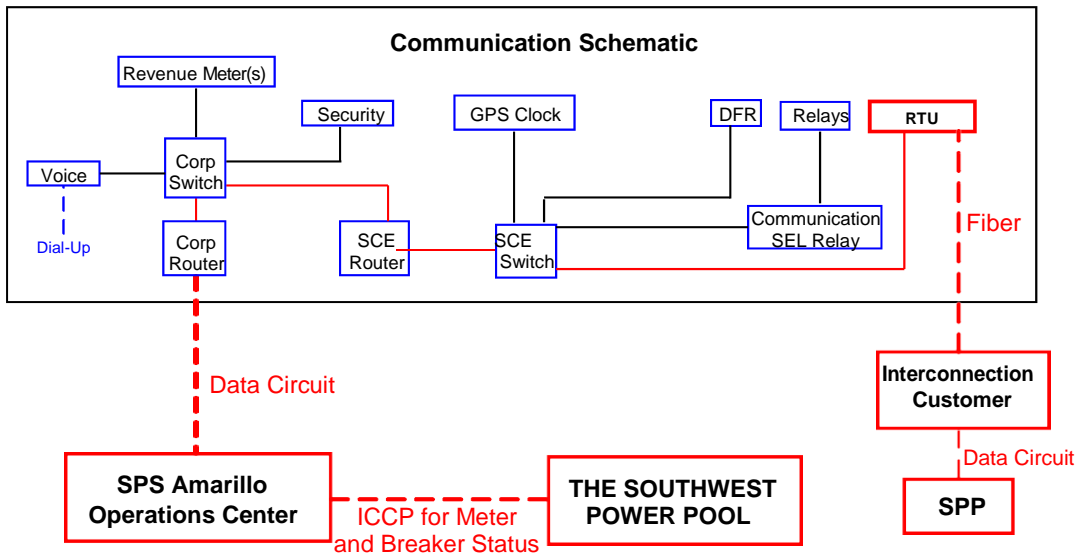 Communication Schematic
Revenue Meter(s)
Security
GPS Clock
DFR
Relays
RTU
Voice
Corp
Switch
Dial-Up
Corp
Router
SCE
Router
SCE
Switch
Communication
SEL Relay
Fiber
Data Circuit
Interconnection
Customer
Data Circuit
SPP
SPS Amarillo
Operations Center
ICCP for Meter
and Breaker Status
THE SOUTHWEST
POWER POOL